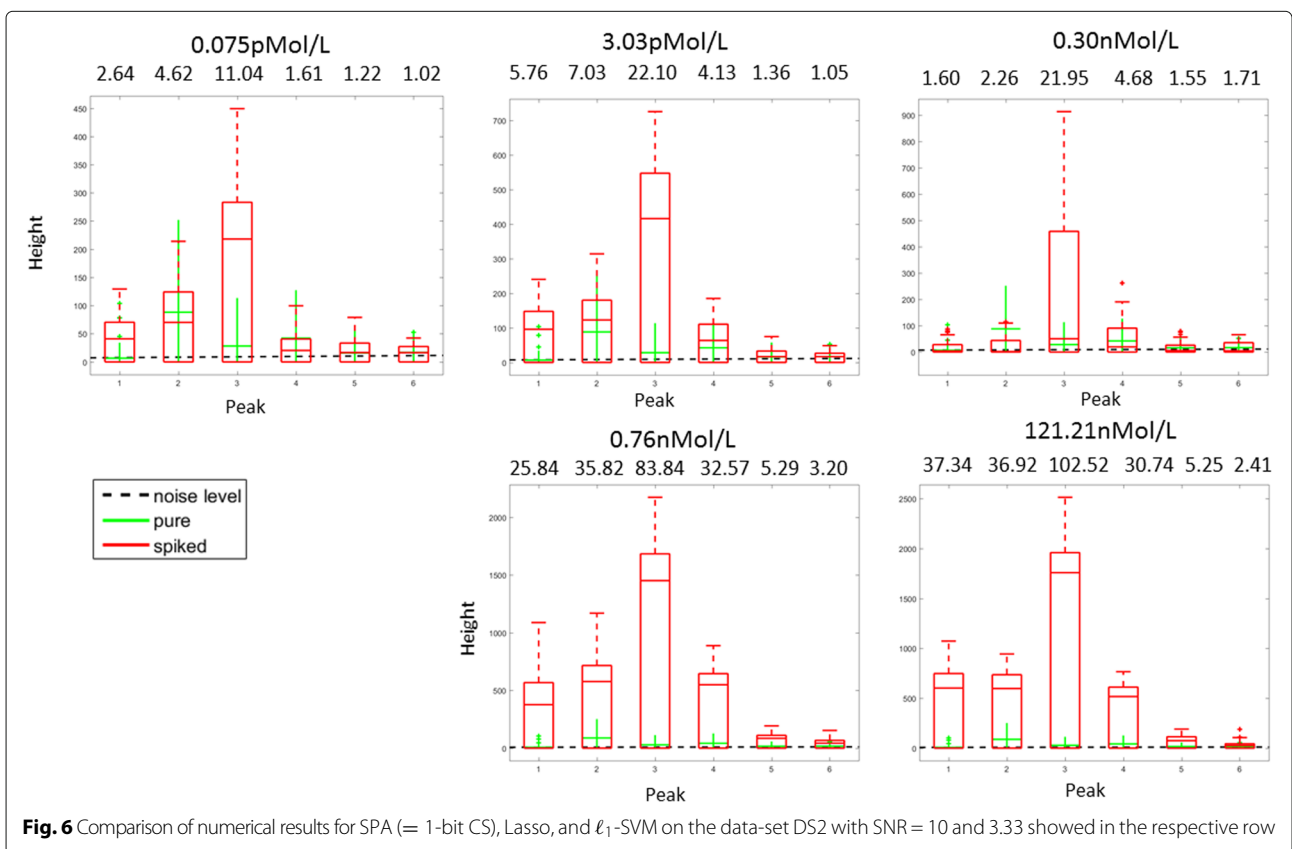 0.075pMol/L
2.64 4.62 11.04 1.61 1.22 1.02
450
400
350
300
250
200
150
100
50
0
Height
1 2 3 4 5 6
Peak
3.03pMol/L
5.76 7.03 22.10 4.13 1.36 1.05
700
600
500
400
300
200
100
0
1 2 3 4 5 6
Peak
0.30nMol/L
1.60 2.26 21.95 4.68 1.55 1.71
900
800
700
600
500
400
300
200
100
0
1 2 3 4 5 6
Peak
noise level
pure
spiked
0.76nMol/L
25.84 35.82 83.84 32.57 5.29 3.20
2000
1500
1000
500
0
Height
1 2 3 4 5 6
Peak
121.21nMol/L
37.34 36.92 102.52 30.74 5.25 2.41
2500
2000
1500
1000
500
0
1 2 3 4 5 6
Peak
Fig. 6 Comparison of numerical results for SPA (= 1-bit CS), Lasso, and ℓ1-SVM on the data-set DS2 with SNR = 10 and 3.33 showed in the respective row